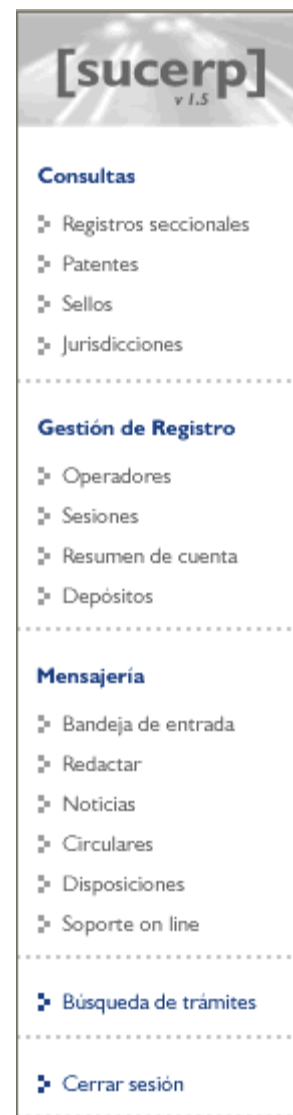 [sucerp]
v 1.5
Consultas
Registros seccionales
Patentes
Sellos
Jurisdicciones
Gestión de Registro
Operadores
Sesiones
Resumen de cuenta
Depósitos
Mensajería
Bandeja de entrada
Redactar
Noticias
Circulares
Disposiciones
Soporte on line
Búsqueda de trámites
Cerrar sesión